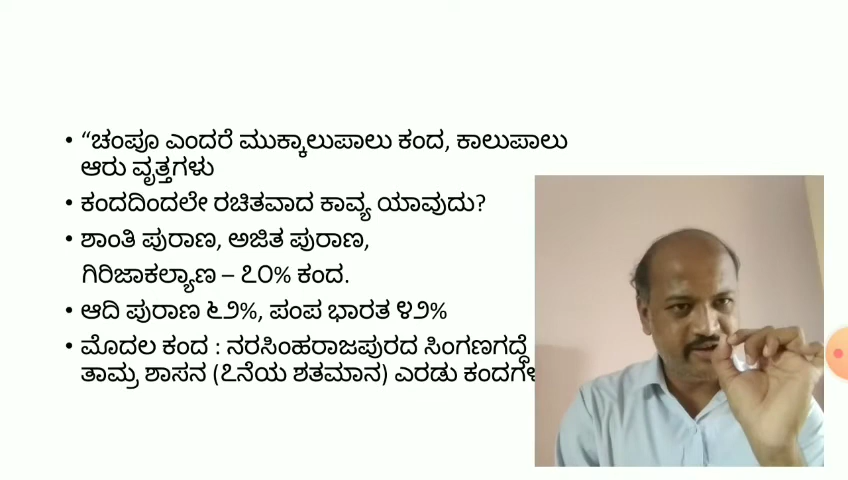 • “ಚಂಪೂ ಎಂದರೆ ಮುಕ್ಕಾಲುಪಾಲು ಕಂದ, ಕಾಲುಪಾಲು
ಆರು ವೃತ್ತಗಳು
• ಕಂದದಿಂದಲೇ ರಚಿತವಾದ ಕಾವ್ಯ ಯಾವುದು?
• ಶಾಂತಿ ಪುರಾಣ, ಅಜಿತ ಪುರಾಣ,
ಗಿರಿಜಾಕಲ್ಯಾಣ – ೭೦% ಕಂದ.
• ಆದಿ ಪುರಾಣ ೬೨%, ಪಂಪ ಭಾರತ ೪೨%
• ಮೊದಲ ಕಂದ : ನರಸಿಂಹರಾಜಪುರದ ಸಿಂಗಣಗದ್ದೆ
ತಾಮ್ರ ಶಾಸನ (೭ನೆಯ ಶತಮಾನ) ಎರಡು